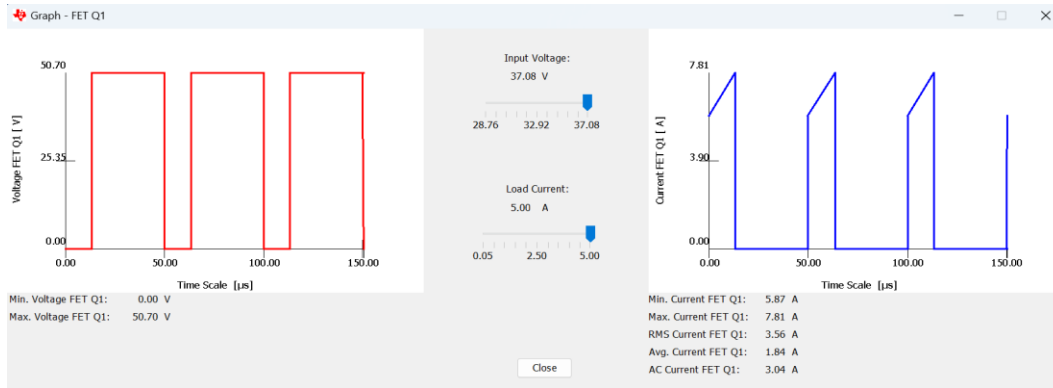 Graph - FET Q1
50.70
25.35
0.00
Voltage FET Q1 [ V]
0.00 50.00 100.00 150.00
Time Scale [µs]
Min. Voltage FET Q1: 0.00 V
Max. Voltage FET Q1: 50.70 V
Input Voltage:
37.08 V
28.76 32.92 37.08
Load Current:
5.00 A
0.05 2.50 5.00
Close
7.81
3.90
0.00
Current FET Q1 [ A]
0.00 50.00 100.00 150.00
Time Scale [µs]
Min. Current FET Q1: 5.87 A
Max. Current FET Q1: 7.81 A
RMS Current FET Q1: 3.56 A
Avg. Current FET Q1: 1.84 A
AC Current FET Q1: 3.04 A